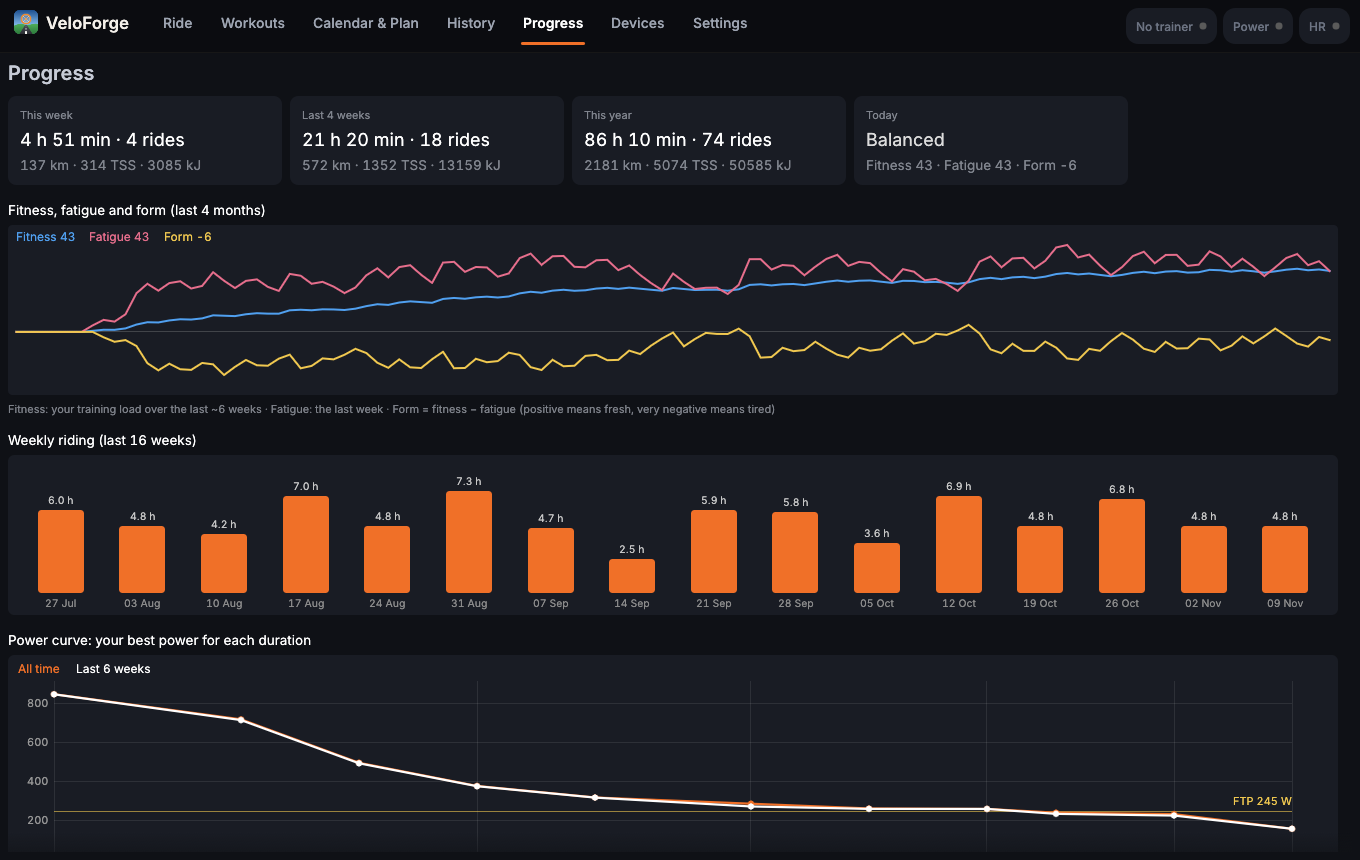 VeloForge Ride Workouts Calendar & Plan History Progress Devices Settings No trainer Power HR
Progress
This week
4 h 51 min · 4 rides
137 km · 314 TSS · 3085 kJ
Last 4 weeks
21 h 20 min · 18 rides
572 km · 1352 TSS · 13159 kJ
This year
86 h 10 min · 74 rides
2181 km · 5074 TSS · 50585 kJ
Today
Balanced
Fitness 43 · Fatigue 43 · Form -6
Fitness, fatigue and form (last 4 months)
Fitness 43 Fatigue 43 Form -6
Fitness: your training load over the last ~6 weeks · Fatigue: the last week · Form = fitness − fatigue (positive means fresh, very negative means tired)
Weekly riding (last 16 weeks)
6.0 h 4.8 h 4.2 h 7.0 h 4.8 h 7.3 h 4.7 h 2.5 h 5.9 h 5.8 h 3.6 h 6.9 h 4.8 h 6.8 h 4.8 h 4.8 h
27 Jul 03 Aug 10 Aug 17 Aug 24 Aug 31 Aug 07 Sep 14 Sep 21 Sep 28 Sep 05 Oct 12 Oct 19 Oct 26 Oct 02 Nov 09 Nov
Power curve: your best power for each duration
All time Last 6 weeks
800
600
400
FTP 245 W
200